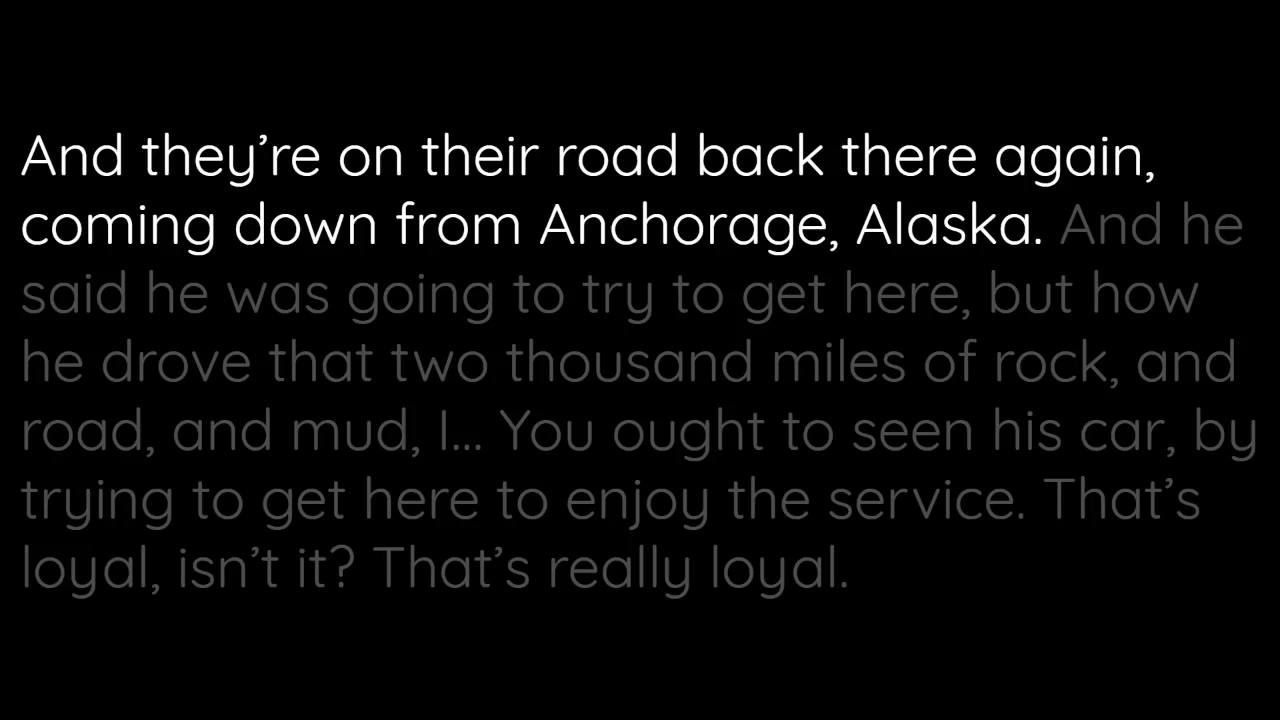 And they’re on their road back there again,
coming down from Anchorage, Alaska. And he
said he was going to try to get here, but how
he drove that two thousand miles of rock, and
road, and mud, I... You ought to seen his car, by
trying to get here to enjoy the service. That’s
loyal, isn’t it? That’s really loyal.